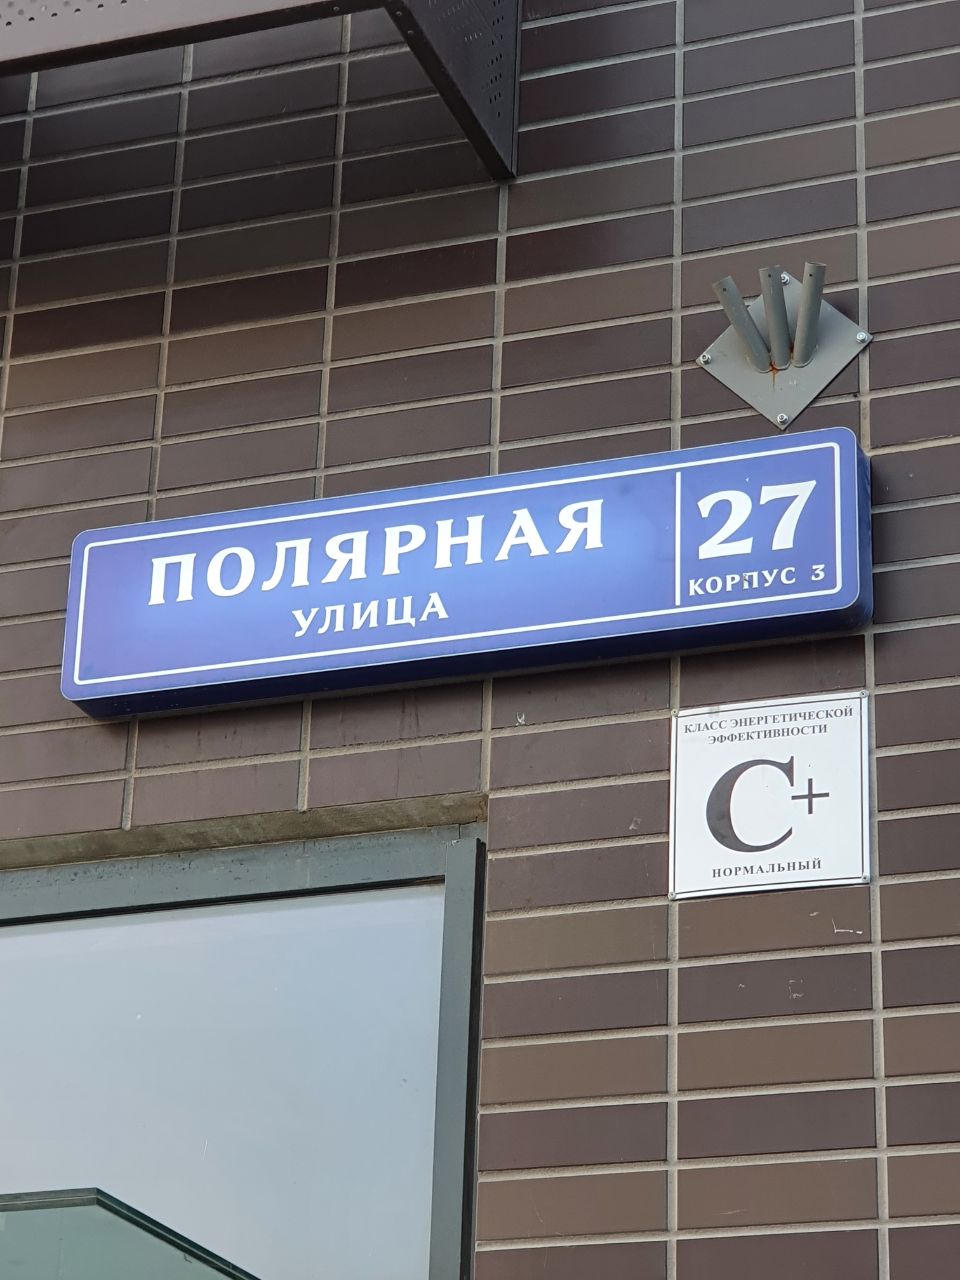 ПОЛЯРНАЯ
УЛИЦА
27
КОРПУС 3
КЛАСС ЭНЕРГЕТИЧЕСКОЙ
ЭФФЕКТИВНОСТИ
C+
НОРМАЛЬНЫЙ